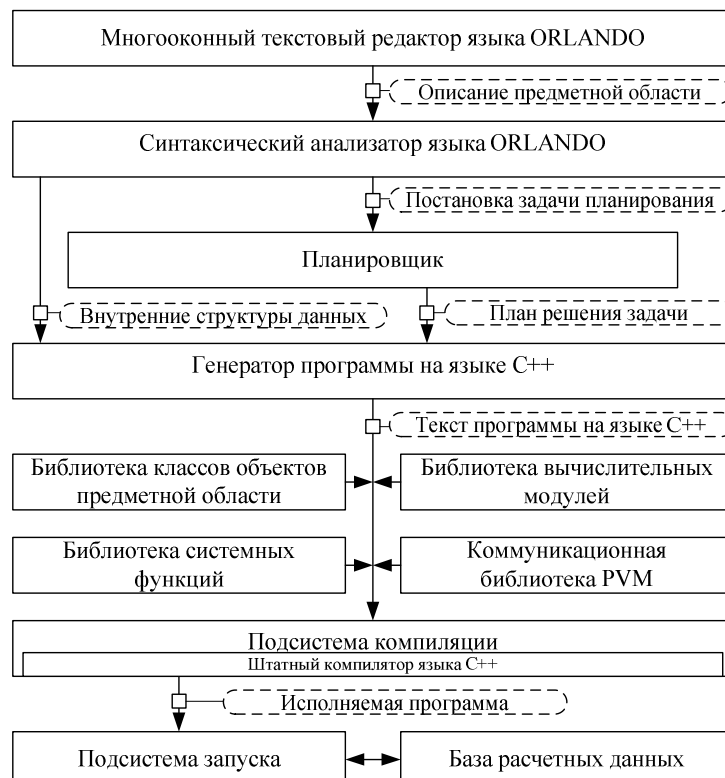 Многооконный текстовый редактор языка ORLANDO
Описание предметной области
Синтаксический анализатор языка ORLANDO
Постановка задачи планирования
Планировщик
Внутренние структуры данных
План решения задачи
Генератор программы на языке C++
Текст программы на языке C++
Библиотека классов объектов
предметной области
Библиотека вычислительных
модулей
Библиотека системных
функций
Коммуникационная
библиотека PVM
Подсистема компиляции
Штатный компилятор языка C++
Исполняемая программа
Подсистема запуска
База расчетных данных